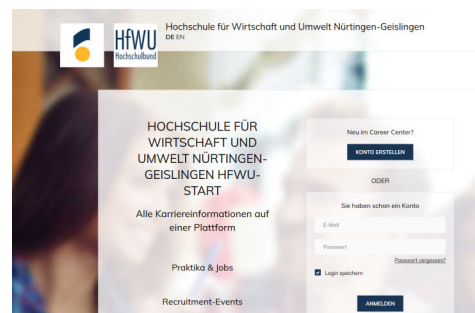 HfWU
Hochschulbund
Hochschule für Wirtschaft und Umwelt Nürtingen-Geislingen
DE EN
HOCHSCHULE FÜR
WIRTSCHAFT UND
UMWELT NÜRTINGEN-
GEISLINGEN HFWU-
START
Alle Karriereinformationen auf
einer Plattform
Praktika & Jobs
Recruitment-Events
Neu im Career Center?
KONTO ERSTELLEN
ODER
Sie haben schon ein Konto
E-Mail
Passwort
Passwort vergessen?
Login speichern
ANMELDEN